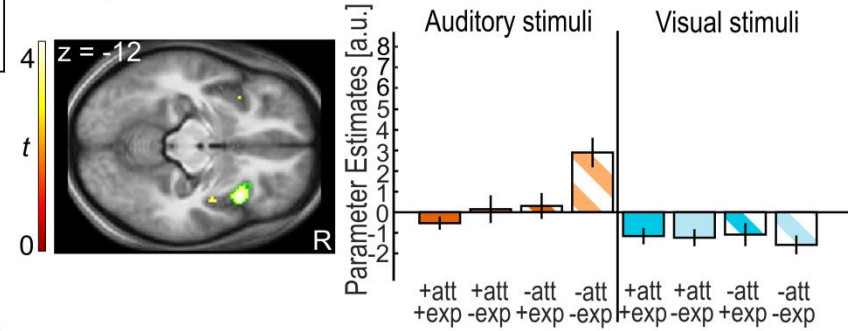 4
t
0
z = -12
R
Auditory stimuli
Visual stimuli
Parameter Estimates [a.u.]
8
7
6
5
4
3
2
1
0
-1
-2
+att +att -att -att +att +att -att -att
+exp -exp +exp -exp +exp -exp +exp -exp